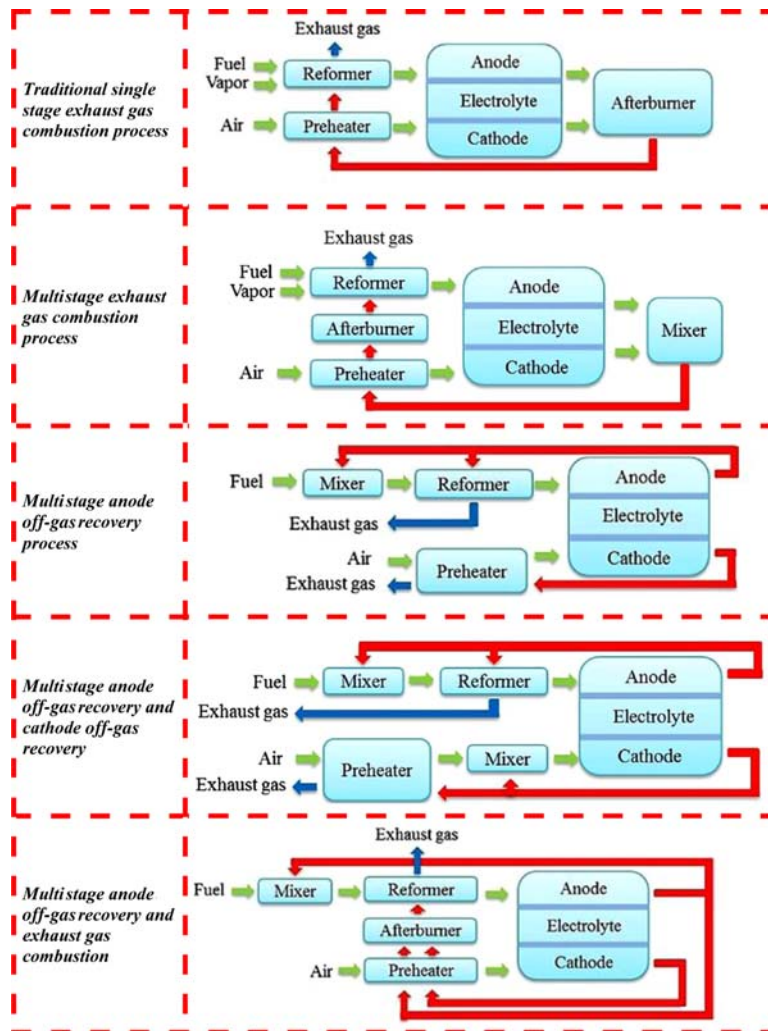 Traditional single
stage exhaust gas
combustion process
Exhaust gas
Fuel
Vapor
Reformer
Air
Preheater
Anode
Electrolyte
Cathode
Afterburner
Multistage exhaust
gas combustion
process
Exhaust gas
Fuel
Vapor
Reformer
Afterburner
Air
Preheater
Anode
Electrolyte
Cathode
Mixer
Multistage anode
off-gas recovery
process
Fuel
Mixer
Reformer
Exhaust gas
Air
Exhaust gas
Preheater
Anode
Electrolyte
Cathode
Multistage anode
off-gas recovery and
cathode off-gas
recovery
Fuel
Mixer
Reformer
Exhaust gas
Air
Exhaust gas
Preheater
Mixer
Anode
Electrolyte
Cathode
Multistage anode
off-gas recovery and
exhaust gas
combustion
Exhaust gas
Fuel
Mixer
Reformer
Afterburner
Air
Preheater
Anode
Electrolyte
Cathode